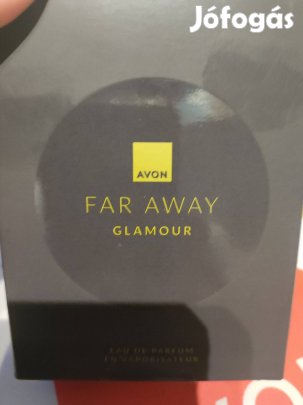 Jófogás
AVON
FAR AWAY
GLAMOUR
EAU DE PARFUM
EN VAPORISATEUR